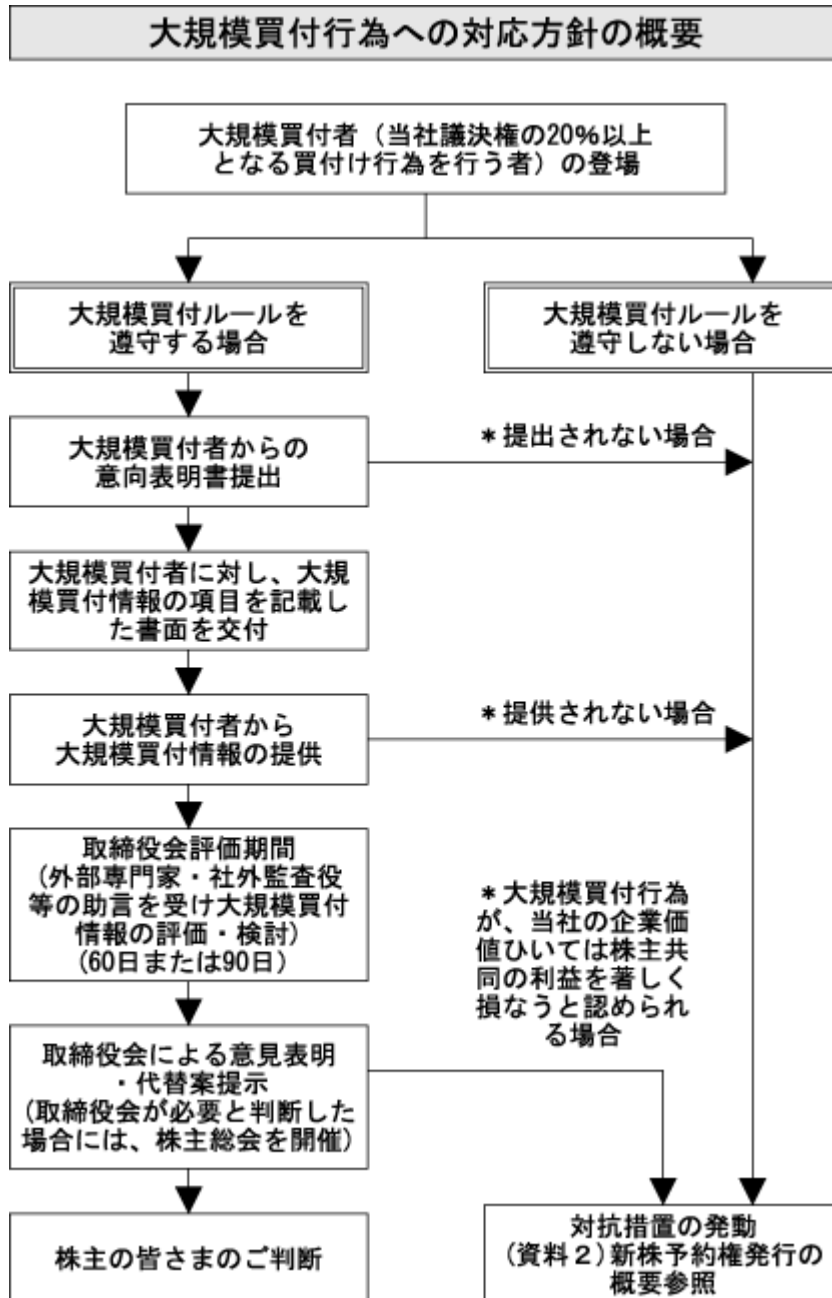 大規模買付行為への対応方針の概要
大規模買付者（当社議決権の20％以上
となる買付け行為を行う者）の登場
大規模買付ルールを
遵守する場合
大規模買付ルールを
遵守しない場合
大規模買付者からの
意向表明書提出
＊提出されない場合
大規模買付者に対し、大規
模買付情報の項目を記載し
た書面を交付
大規模買付者から
大規模買付情報の提供
＊提供されない場合
取締役会評価期間
(外部専門家・社外監査役
等の助言を受け大規模買付
情報の評価・検討)
(60日または90日)
＊大規模買付行為
が、当社の企業価
値ひいては株主共
同の利益を著しく
損なうと認められ
る場合
取締役会による意見表明
・代替案提示
(取締役会が必要と判断した
場合には、株主総会を開催)
株主の皆さまのご判断
対抗措置の発動
(資料２)新株予約権発行の
概要参照